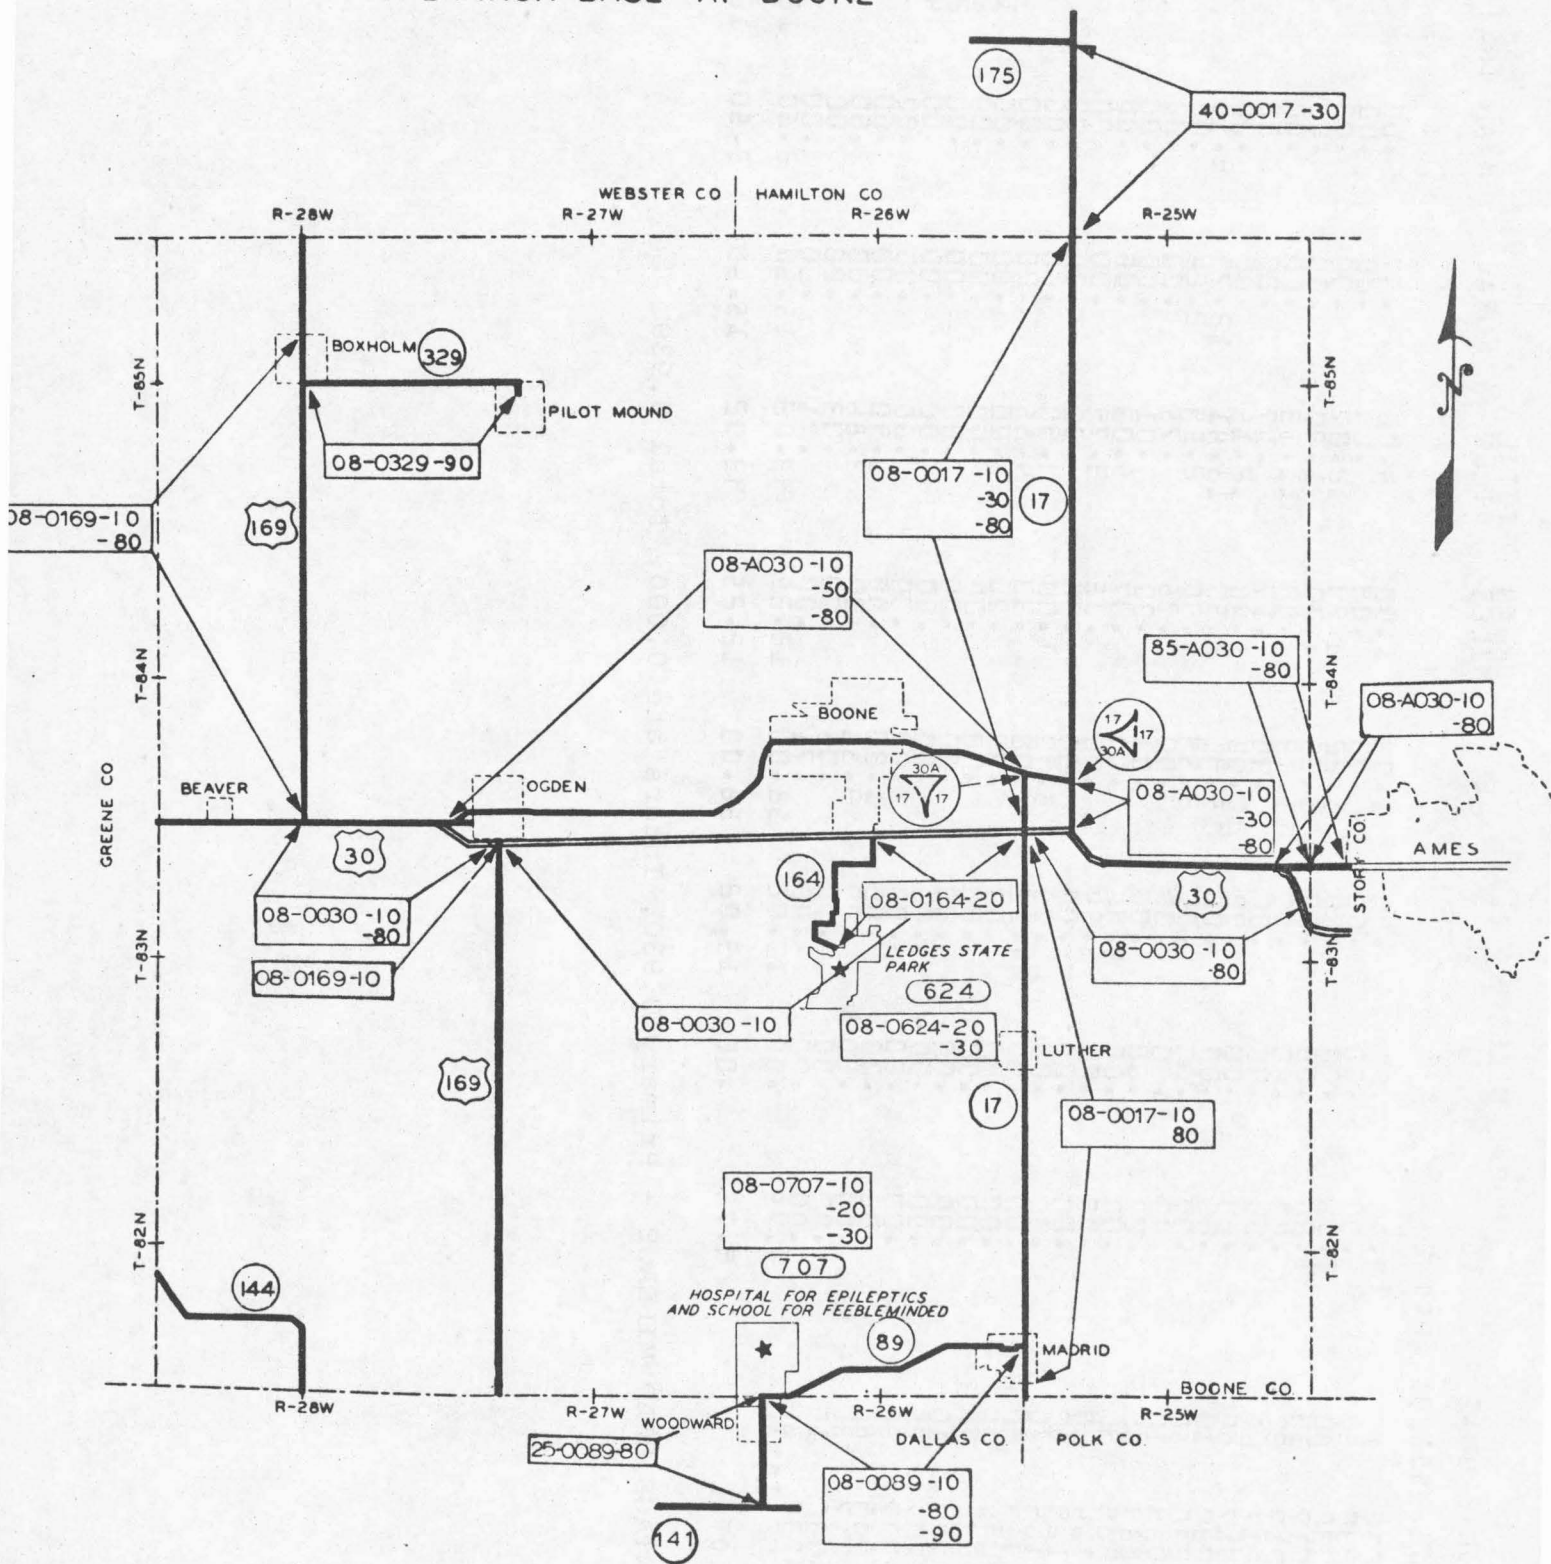 AT BOONE
175
40-0017-30
WEBSTER CO
HAMILTON CO
R-28W
R-27W
R-26W
R-25W
T-85N
BOXHOLM
329
PILOT MOUND
08-0329-90
T-85N
N
08-0169-10
-80
169
08-0017-10
-30
-80
17
08-A030-10
-50
-80
85-A030-10
-80
T-84N
T-84N
08-A030-10
-80
BOONE
17
17
30A
30A
17
17
GREENE CO
BEAVER
OGDEN
08-A030-10
-30
-80
30
164
08-0164-20
30
STORY CO.
AMES
08-0030-10
-80
08-0169-10
T-83N
LEDGES STATE
PARK
624
08-0030-10
-80
T-83N
08-0030-10
08-0624-20
-30
LUTHER
169
17
08-0017-10
80
08-0707-10
-20
-30
707
HOSPITAL FOR EPILEPTICS
AND SCHOOL FOR FEEBLEMINDED
T-82N
T-82N
144
89
MADRID
BOONE CO.
R-28W
R-27W
R-26W
R-25W
WOODWARD
DALLAS CO.
POLK CO.
25-0089-80
08-0089-10
-80
-90
141